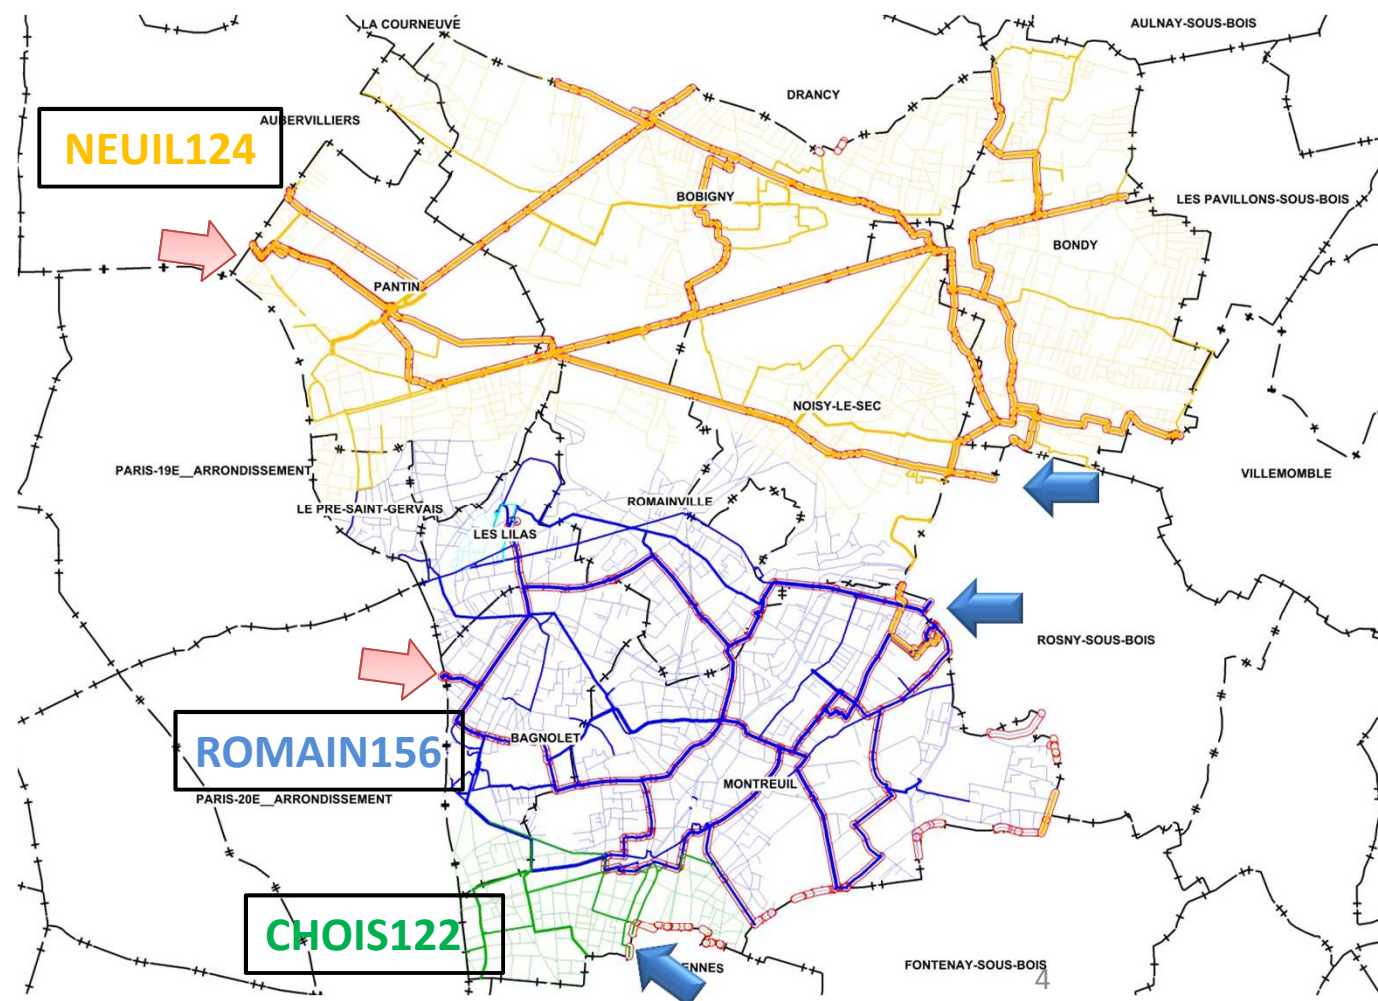 LA COURNEUVE
AULNAY-SOUS-BOIS
DRANCY
AUBERVILLIERS
NEUIL124
BOBIGNY
LES PAVILLONS-SOUS-BOIS
BONDY
PANTIN
NOISY-LE-SEC
PARIS-19E__ARRONDISSEMENT
VILLEMOMBLE
ROMAINVILLE
LE PRE-SAINT-GERVAIS
LES LILAS
ROSNY-SOUS-BOIS
BAGNOLET
ROMAIN156
MONTREUIL
PARIS-20E__ARRONDISSEMENT
CHOIS122
ENNES
FONTENAY-SOUS-BOIS
4